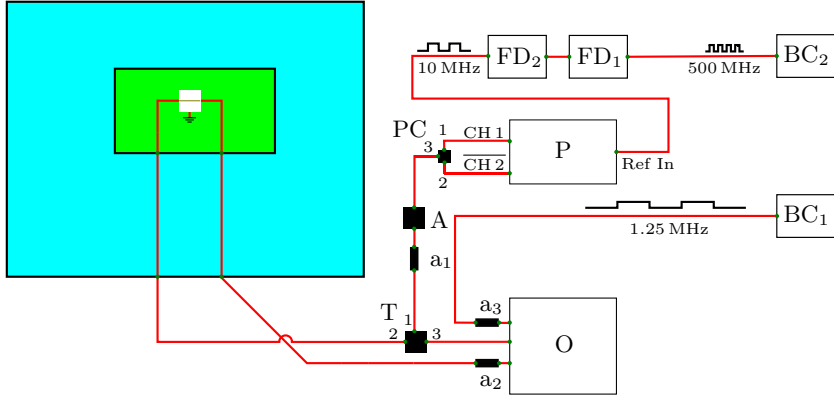 FD₂
FD₁
BC₂
10 MHz
500 MHz
PC
1
CH 1
3
2
CH 2
P
Ref In
A
BC₁
1.25 MHz
a₁
T
1
2
3
a₃
O
a₂